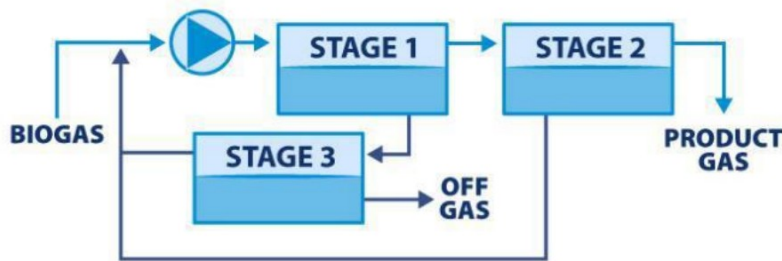 STAGE 1
STAGE 2
BIOGAS
PRODUCT
GAS
STAGE 3
OFF
GAS